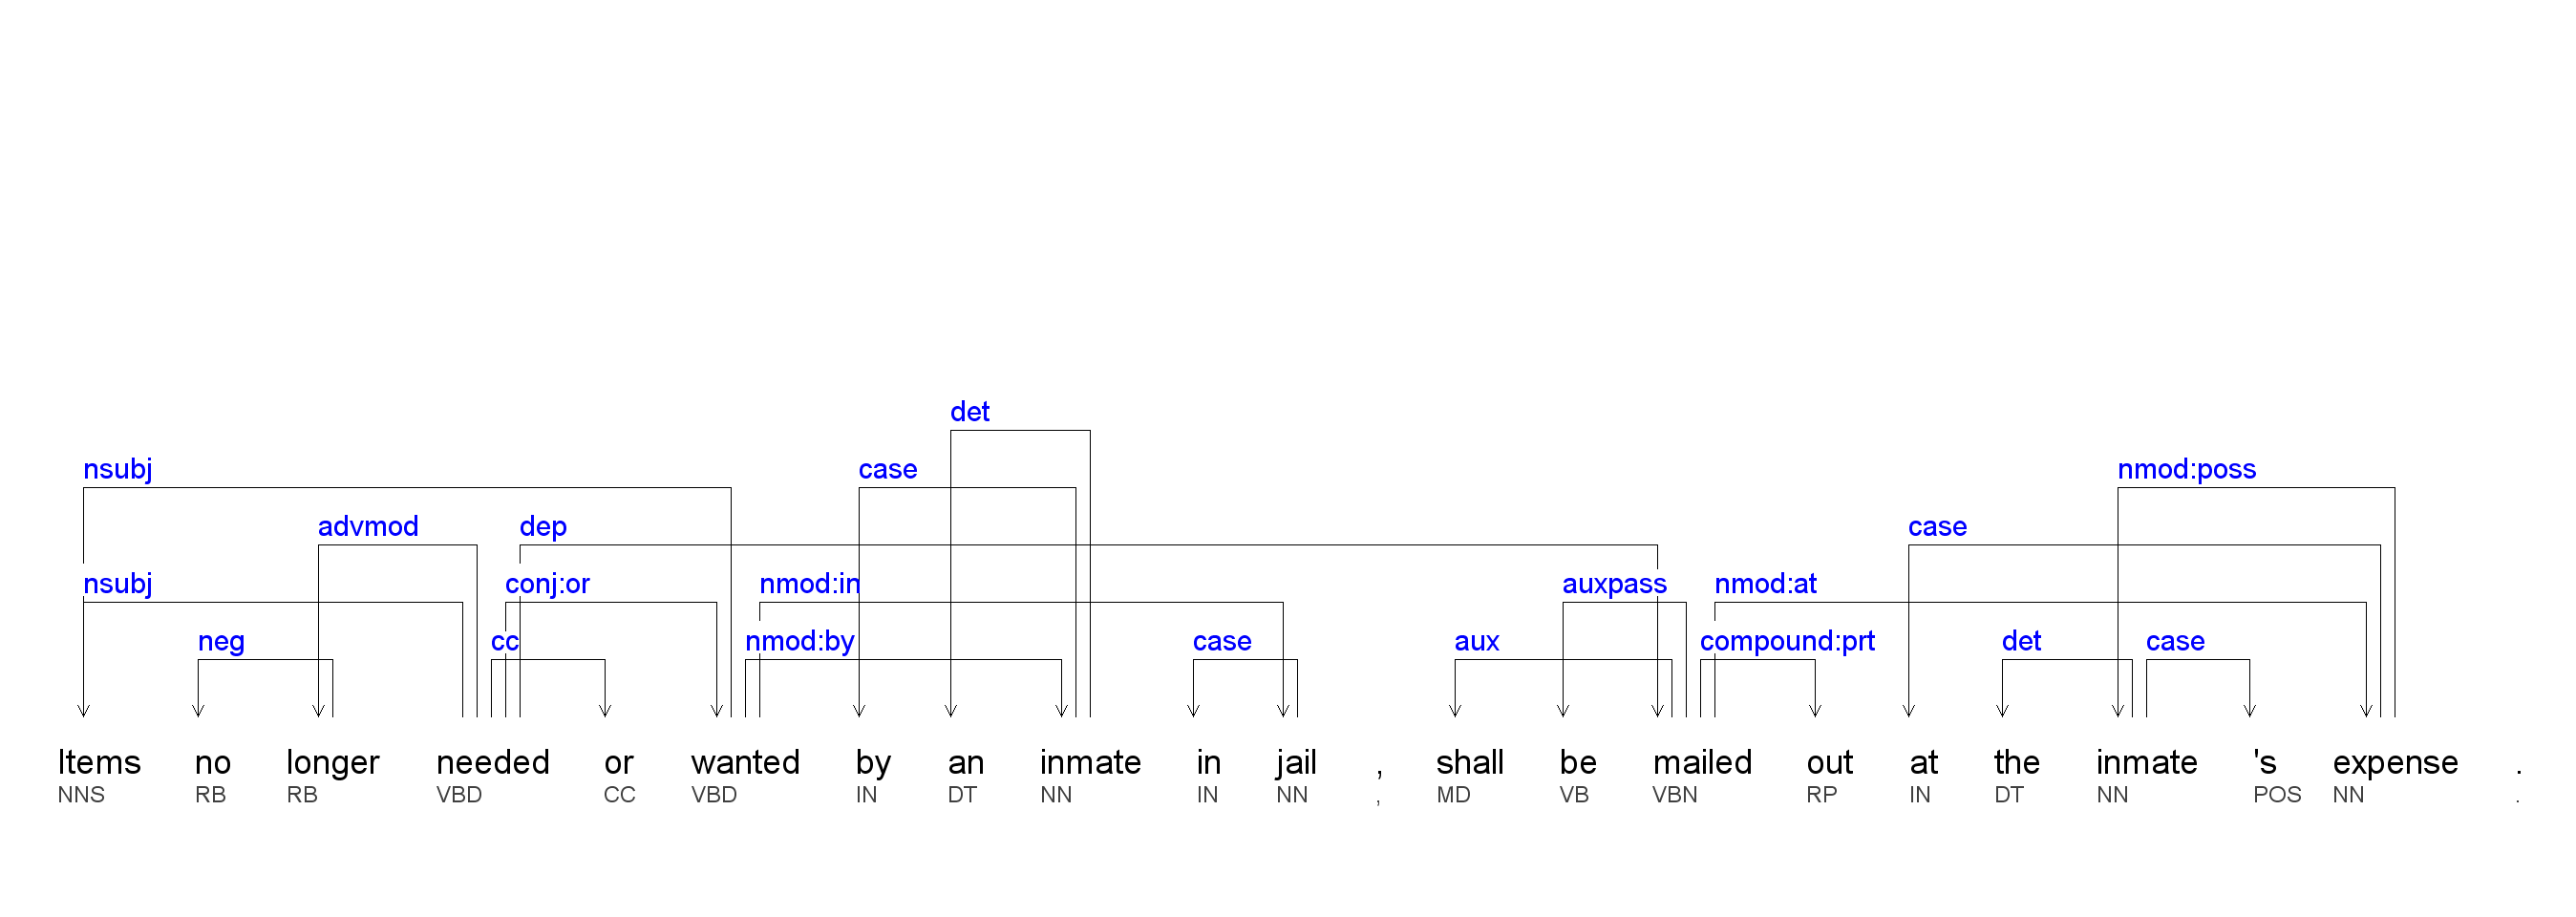 det
nsubj case nmod:poss
advmod dep case
nsubj conj:or nmod:in auxpass nmod:at
neg cc nmod:by case aux compound:prt det case
Items no longer needed or wanted by an inmate in jail , shall be mailed out at the inmate 's expense .
NNS RB RB VBD CC VBD IN DT NN IN NN , MD VB VBN RP IN DT NN POS NN .